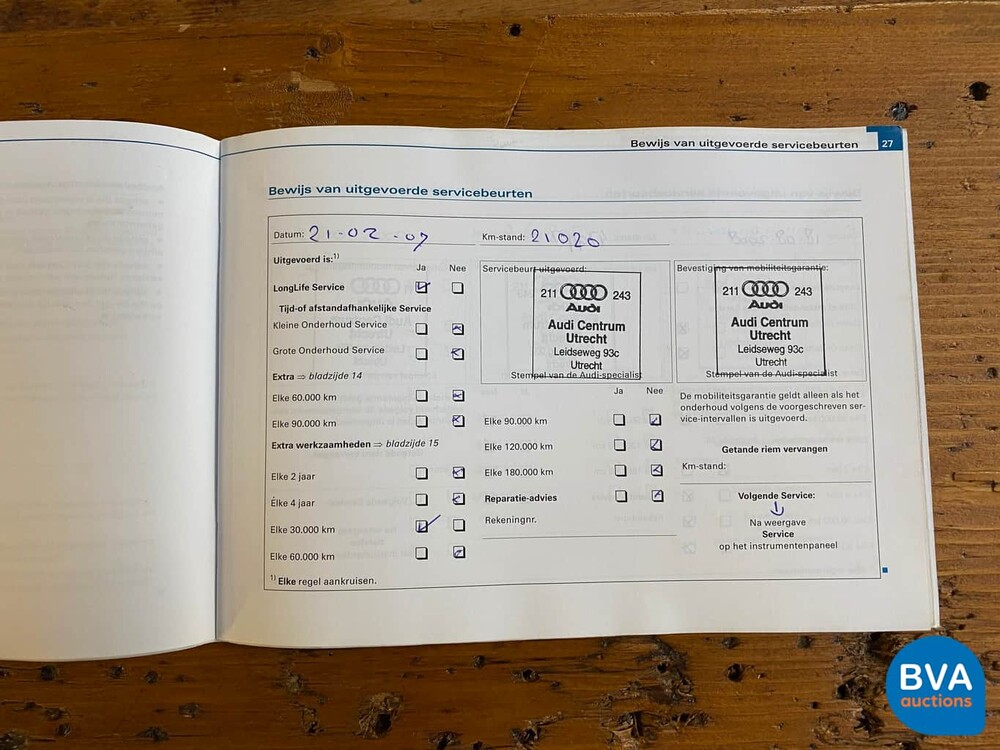 Bewijs van uitgevoerde servicebeurten 27
Bewijs van uitgevoerde servicebeurten
Datum: 21-02-07 Km-stand: 21020
Uitgevoerd is:1)
Ja Nee
LongLife Service
Tijd-of afstandafhankelijke Service
Kleine Onderhoud Service
Grote Onderhoud Service
Extra ⇒ bladzijde 14
Elke 60.000 km
Elke 90.000 km
Extra werkzaamheden ⇒ bladzijde 15
Elke 2 jaar
Elke 4 jaar
Elke 30.000 km
Elke 60.000 km
1) Elke regel aankruisen.
Servicebeurt uitgevoerd:
211 243
Audi
Audi Centrum
Utrecht
Leidseweg 93c
Utrecht
Stempel van de Audi-specialist
Ja Nee
Elke 90.000 km
Elke 120.000 km
Elke 180.000 km
Reparatie-advies
Rekeningnr.
Bevestiging van mobiliteitsgarantie:
211 243
Audi
Audi Centrum
Utrecht
Leidseweg 93c
Utrecht
Stempel van de Audi-specialist
De mobiliteitsgarantie geldt alleen als het
onderhoud volgens de voorgeschreven ser-
vice-intervallen is uitgevoerd.
Getande riem vervangen
Km-stand:
Volgende Service:
Na weergave
Service
op het instrumentenpaneel
BVA
auctions